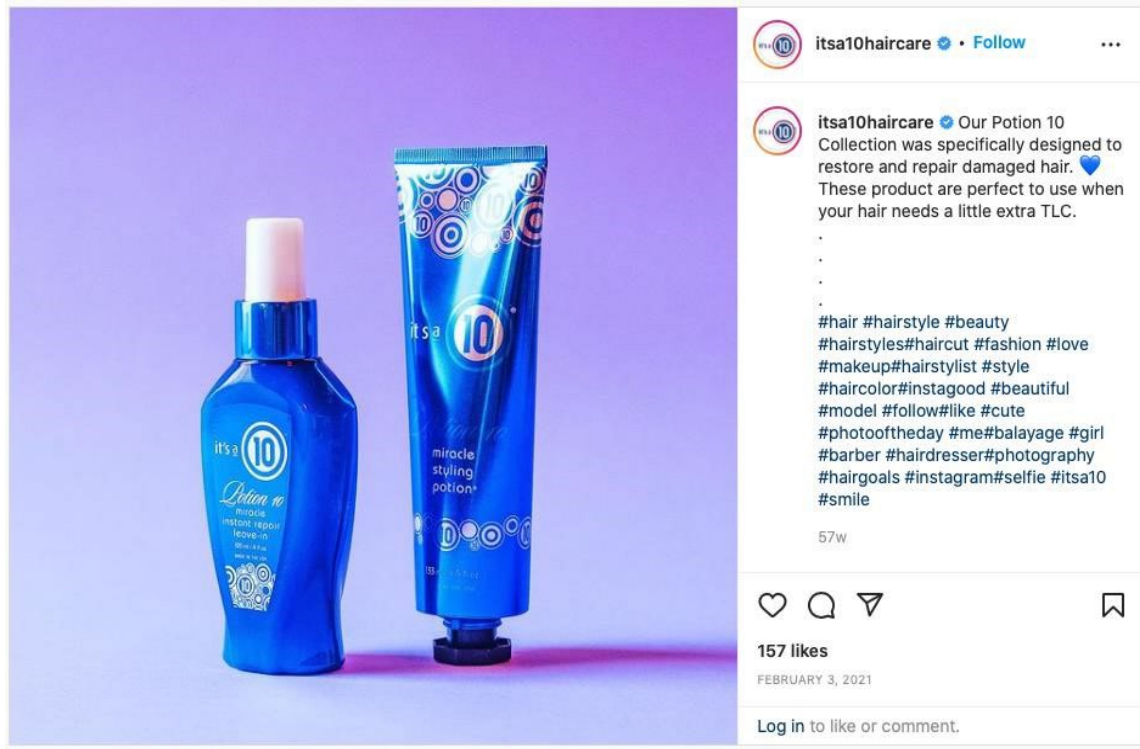 it's a 10
Potion 10
miracle
instant repair
leave-in
it's a 10
miracle
styling
potion
itsa10haircare • Follow
itsa10haircare Our Potion 10
Collection was specifically designed to
restore and repair damaged hair. 💙
These product are perfect to use when
your hair needs a little extra TLC.
.
.
.
.
#hair #hairstyle #beauty
#hairstyles#haircut #fashion #love
#makeup#hairstylist #style
#haircolor#instagood #beautiful
#model #follow#like #cute
#photooftheday #me#balayage #girl
#barber #hairdresser#photography
#hairgoals #instagram#selfie #itsa10
#smile
57w
157 likes
FEBRUARY 3, 2021
Log in to like or comment.